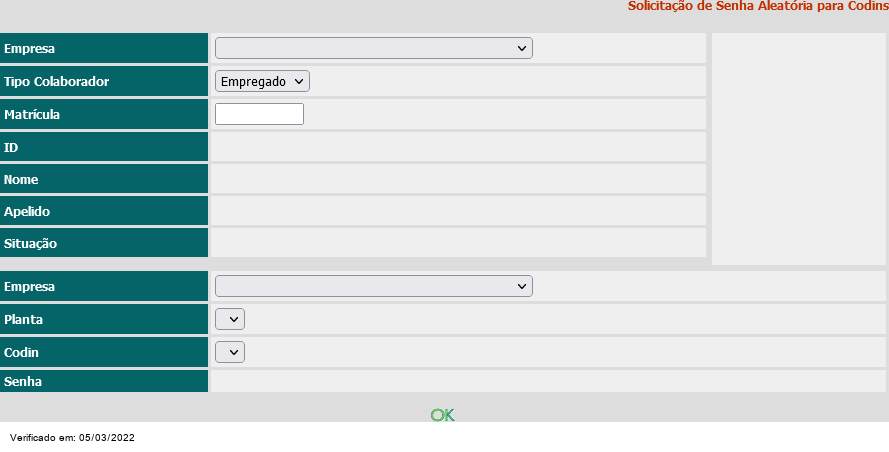 Solicitação de Senha Aleatória para Codins
Empresa
Tipo Colaborador Empregado
Matrícula
ID
Nome
Apelido
Situação
Empresa
Planta
Codin
Senha
OK
Verificado em: 05/03/2022